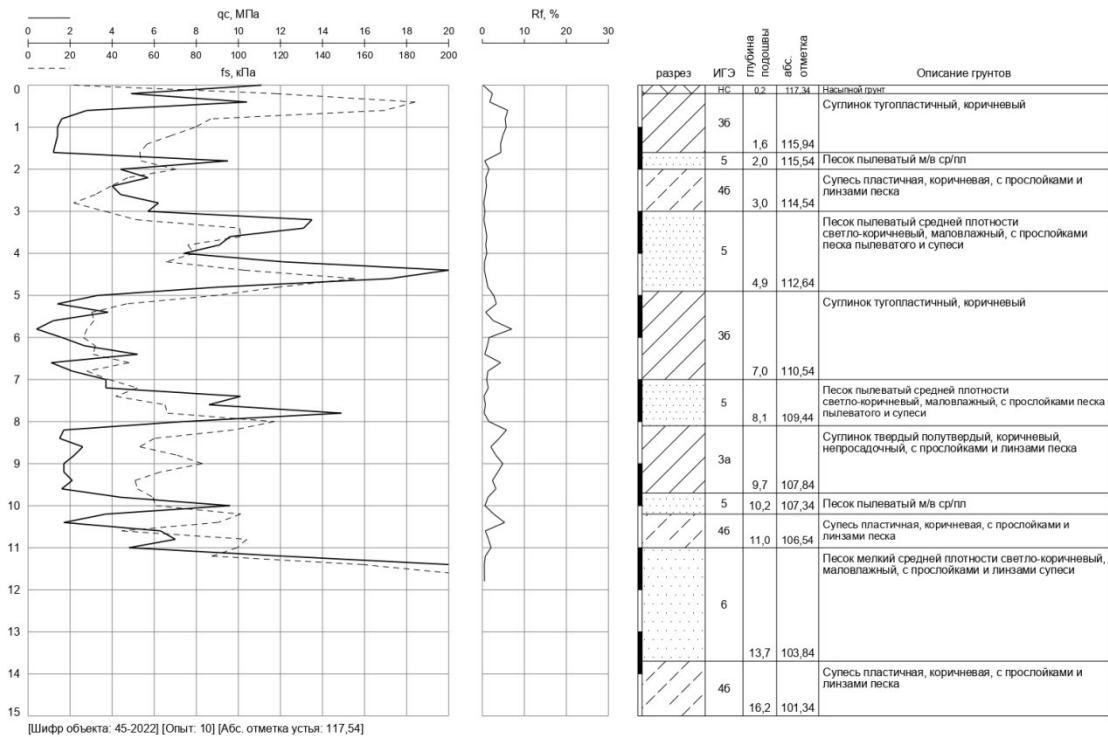 qc, МПа
0 2 4 6 8 10 12 14 16 18 20
0 20 40 60 80 100 120 140 160 180 200
fs, кПа
Rf, %
0 10 20 30
разрез ИГЭ глубина подошвы абс. отметка Описание грунтов
0
1
2
3
4
5
6
7
8
9
10
11
12
13
14
15
НС 0,2 117,34 Насыпной грунт
3б 1,6 115,94 Суглинок тугопластичный, коричневый
5 2,0 115,54 Песок пылеватый м/в ср/пл
4б 3,0 114,54 Супесь пластичная, коричневая, с прослойками и
линзами песка
5 4,9 112,64 Песок пылеватый средней плотности
светло-коричневый, маловлажный, с прослойками
песка пылеватого и супеси
3б 7,0 110,54 Суглинок тугопластичный, коричневый
5 8,1 109,44 Песок пылеватый средней плотности
светло-коричневый, маловлажный, с прослойками песка
пылеватого и супеси
3а 9,7 107,84 Суглинок твердый полутвердый, коричневый,
непросадочный, с прослойками и линзами песка
5 10,2 107,34 Песок пылеватый м/в ср/пл
4б 11,0 106,54 Супесь пластичная, коричневая, с прослойками и
линзами песка
6 13,7 103,84 Песок мелкий средней плотности светло-коричневый,
маловлажный, с прослойками и линзами супеси
4б 16,2 101,34 Супесь пластичная, коричневая, с прослойками и
линзами песка
[Шифр объекта: 45-2022] [Опыт: 10] [Абс. отметка устья: 117,54]